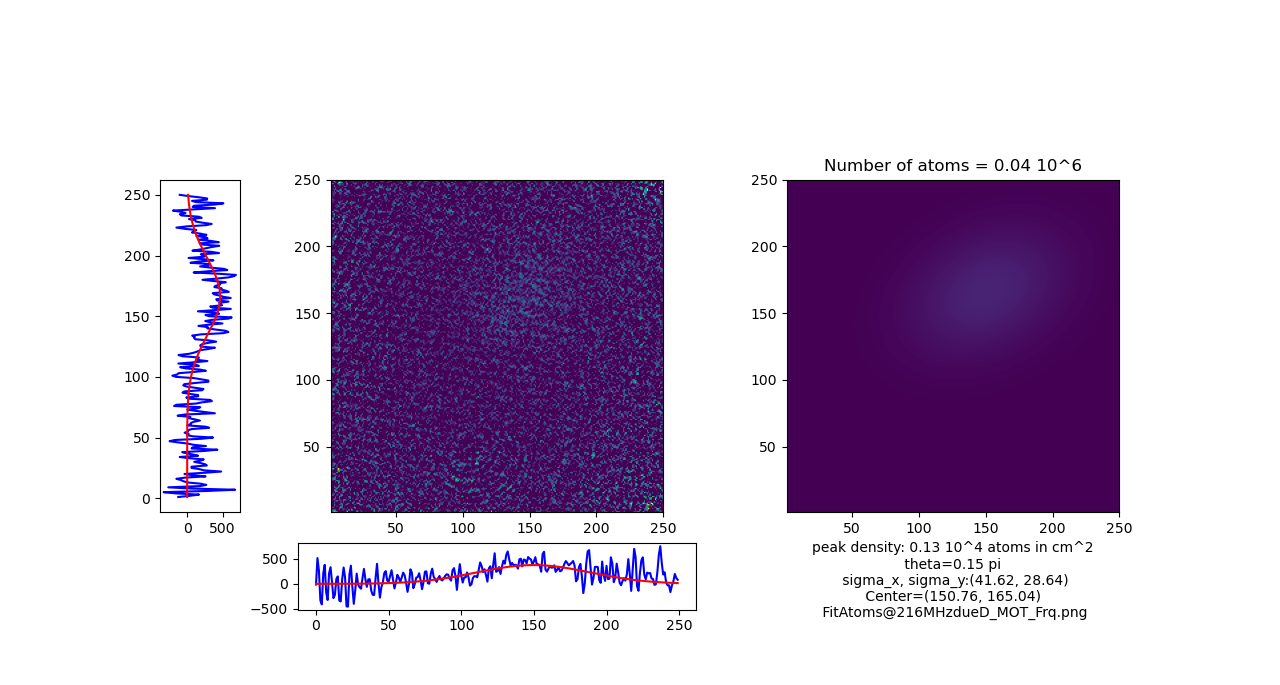 Number of atoms = 0.04 10^6
250
200
150
100
50
0
0 500
250
200
150
100
50
50 100 150 200 250
250
200
150
100
50
50 100 150 200 250
500
0
−500
0 50 100 150 200 250
peak density: 0.13 10^4 atoms in cm^2
theta=0.15 pi
sigma_x, sigma_y:(41.62, 28.64)
Center=(150.76, 165.04)
FitAtoms@216MHzdueD_MOT_Frq.png